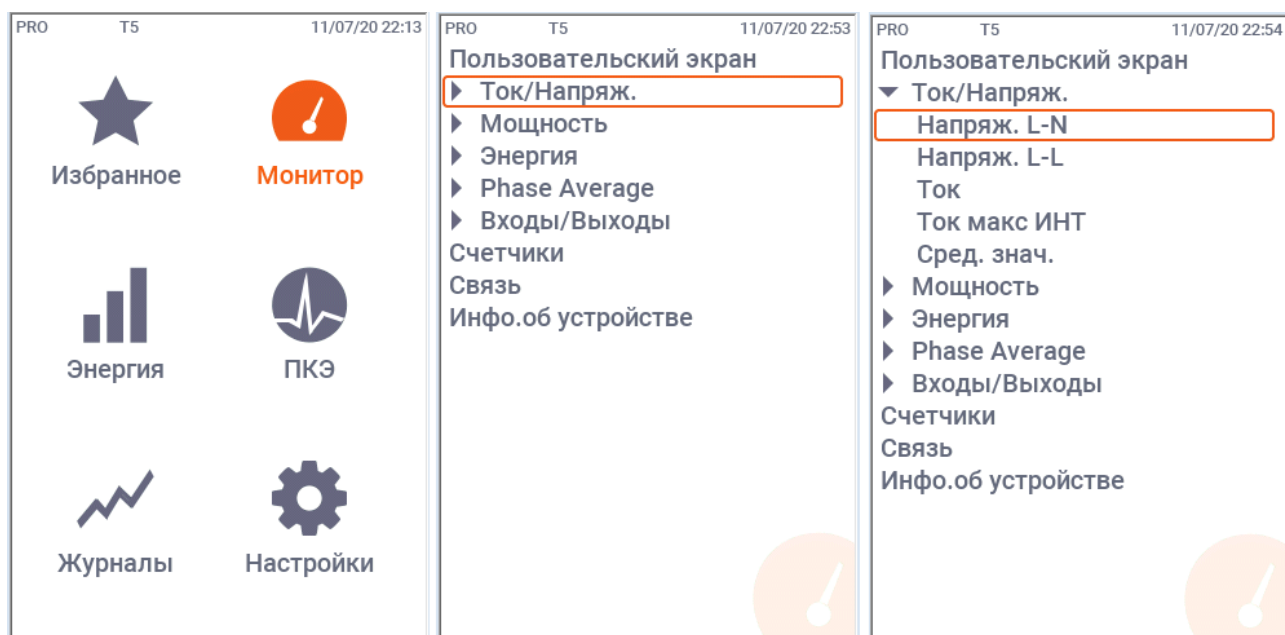 PRO T5 11/07/20 22:13
Избранное Монитор
Энергия ПКЭ
Журналы Настройки
PRO T5 11/07/20 22:53
Пользовательский экран
Ток/Напряж.
Мощность
Энергия
Phase Average
Входы/Выходы
Счетчики
Связь
Инфо.об устройстве
PRO T5 11/07/20 22:54
Пользовательский экран
Ток/Напряж.
Напряж. L-N
Напряж. L-L
Ток
Ток макс ИНТ
Сред. знач.
Мощность
Энергия
Phase Average
Входы/Выходы
Счетчики
Связь
Инфо.об устройстве